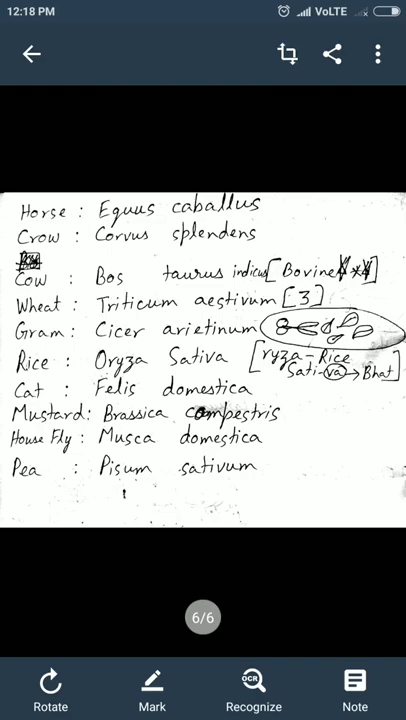 12:18 PM VoLTE
Horse : Equus caballus
Crow : Corvus splendens
Cow : Bos taurus indicus [Bovine]
Wheat : Triticum aestivum [3]
Gram : Cicer arietinum
Rice : Oryza Sativa [ryza - Rice
Sati-va → Bhat]
Cat : Felis domestica
Mustard : Brassica campestris
House Fly : Musca domestica
Pea : Pisum sativum
6/6
Rotate Mark OCR Recognize Note